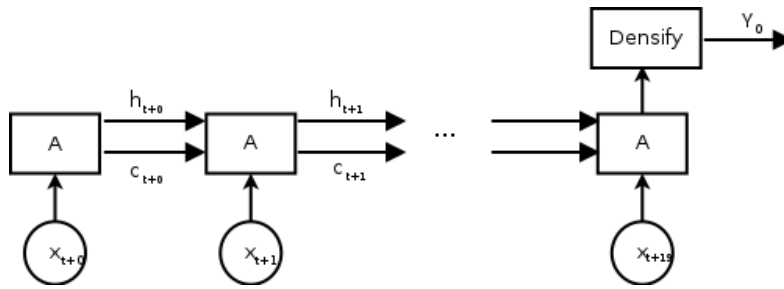 Densify
Y₀
hₜ₊₀
hₜ₊₁
A
A
...
A
cₜ₊₀
cₜ₊₁
xₜ₊₀
xₜ₊₁
xₜ₊₁₉